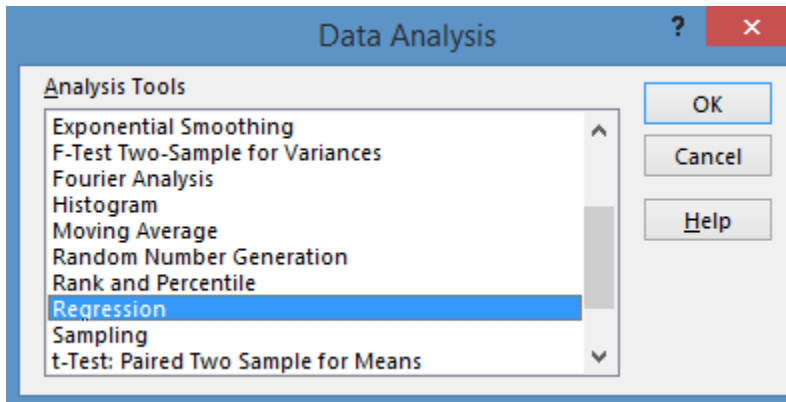 Data Analysis
?
Analysis Tools
Exponential Smoothing
F-Test Two-Sample for Variances
Fourier Analysis
Histogram
Moving Average
Random Number Generation
Rank and Percentile
Regression
Sampling
t-Test: Paired Two Sample for Means
OK
Cancel
Help